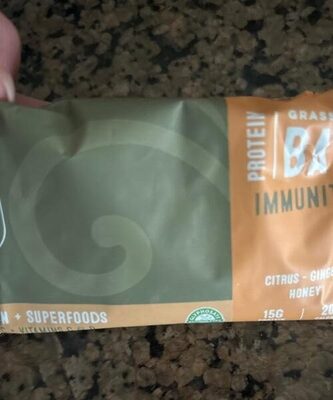 GRASS
PROTEIN
BA
IMMUNIT
CITRUS - GING
HONEY
15G / 20
N + SUPERFOODS